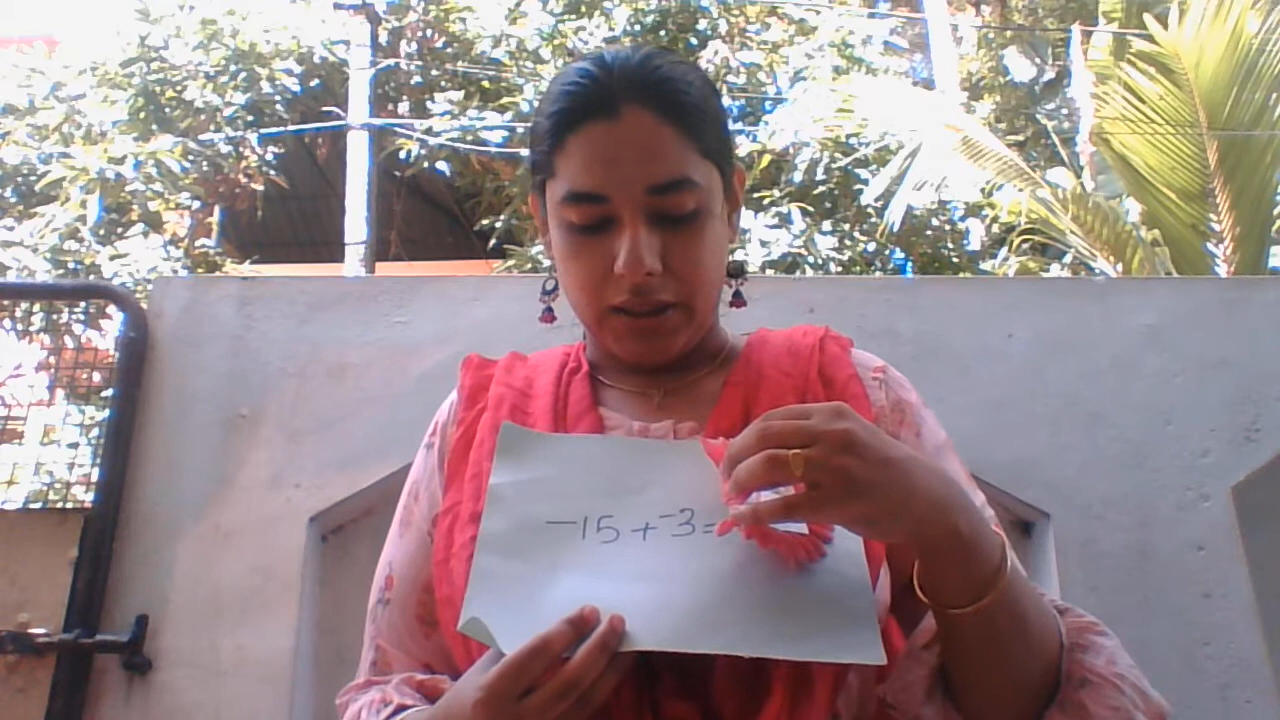 ⁻15 + ⁻3 =